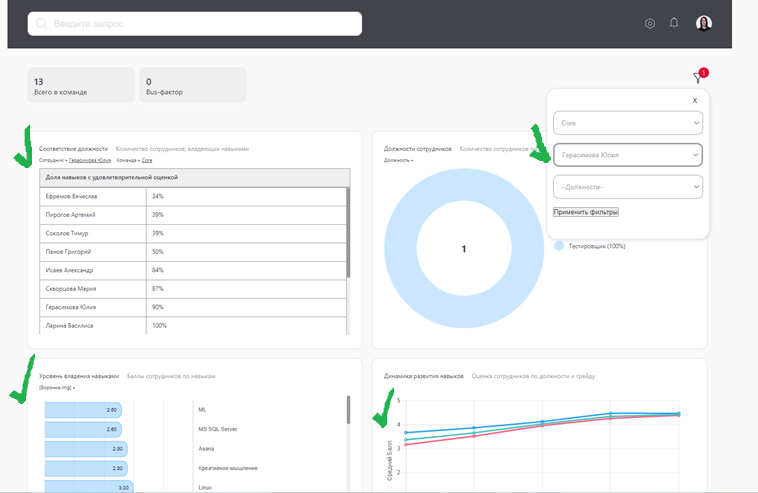 Введите запрос
1
13
Всего в команде
0
Bus-фактор
x
Core
Герасимова Юлия
--Должности--
Применить фильтры
Соответствие должности Количество сотрудников, владеющих навыками
Сотрудник • Герасимова Юлия Команда • Core
Доля навыков с удовлетворительной оценкой
Ефремов Вячеслав 34%
Пирогов Артемий 39%
Соколов Тимур 39%
Панов Григорий 50%
Исаев Александр 84%
Скворцова Мария 87%
Герасимова Юлия 90%
Ларина Василиса 100%
Должности сотрудников Количество сотрудников
Должность •
1
Тестировщик (100%)
Уровень владения навыками Баллы сотрудников по навыкам
[Воронка.img] •
2.60 ML
2.60 MS SQL Server
2.80 Asana
2.80 Креативное мышление
3.00 Linux
Динамика развития навыков Оценка сотрудников по должности и грейду
Средний Балл
5
4
3
2